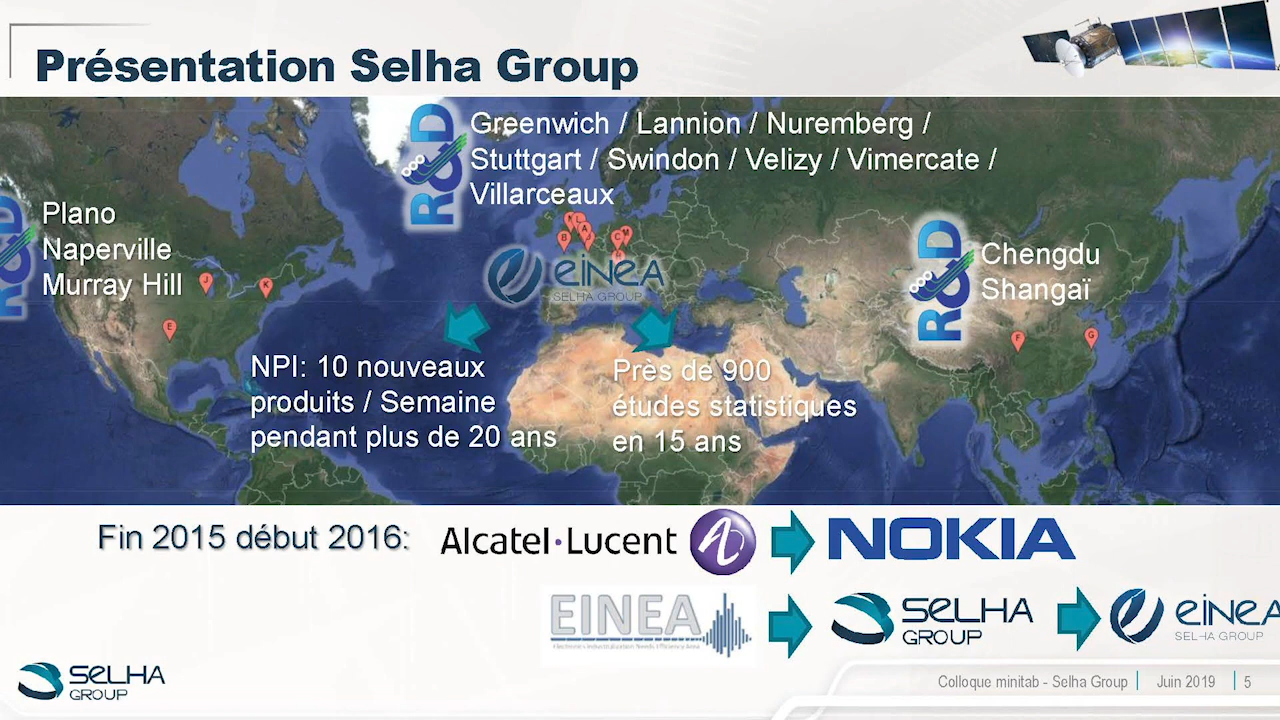 Présentation Selha Group
R&D
Greenwich / Lannion / Nuremberg /
Stuttgart / Swindon / Velizy / Vimercate /
Villarceaux
R&D
Plano
Naperville
Murray Hill
R&D
Chengdu
Shangaï
einea
SELHA GROUP
J
K
E
K
L
A
B
C
M
H
F
G
NPI: 10 nouveaux
produits / Semaine
pendant plus de 20 ans
Près de 900
études statistiques
en 15 ans
Fin 2015 début 2016:
Alcatel·Lucent
NOKIA
EINEA
SELHA
GROUP
einea
SELHA GROUP
SELHA
GROUP
Colloque minitab - Selha Group
Juin 2019
5